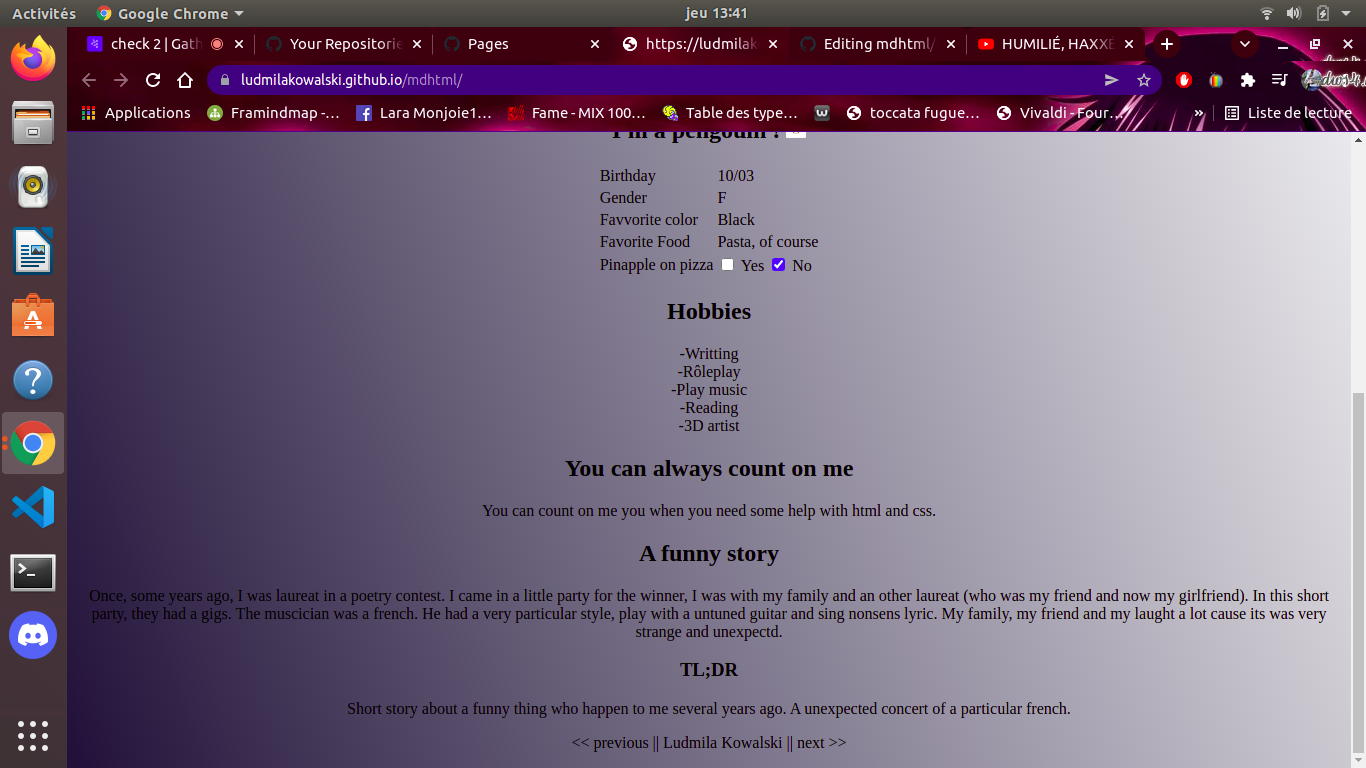 Activités Google Chrome jeu 13:41
check 2 | Gath Your Repositorie Pages https://ludmilak Editing mdhtml/ HUMILIÉ, HAXXÉ
ludmilakowalski.github.io/mdhtml/
Applications Framindmap -... Lara Monjoie1... Fame - MIX 100... Table des type... toccata fugue... Vivaldi - Four... » Liste de lecture
I'm a pengouin !
Birthday 10/03
Gender F
Favvorite color Black
Favorite Food Pasta, of course
Pinapple on pizza Yes No
Hobbies
-Writting
-Rôleplay
-Play music
-Reading
-3D artist
You can always count on me
You can count on me you when you need some help with html and css.
A funny story
Once, some years ago, I was laureat in a poetry contest. I came in a little party for the winner, I was with my family and an other laureat (who was my friend and now my girlfriend). In this short
party, they had a gigs. The muscician was a french. He had a very particular style, play with a untuned guitar and sing nonsens lyric. My family, my friend and my laught a lot cause its was very
strange and unexpectd.
TL;DR
Short story about a funny thing who happen to me several years ago. A unexpected concert of a particular french.
<< previous || Ludmila Kowalski || next >>